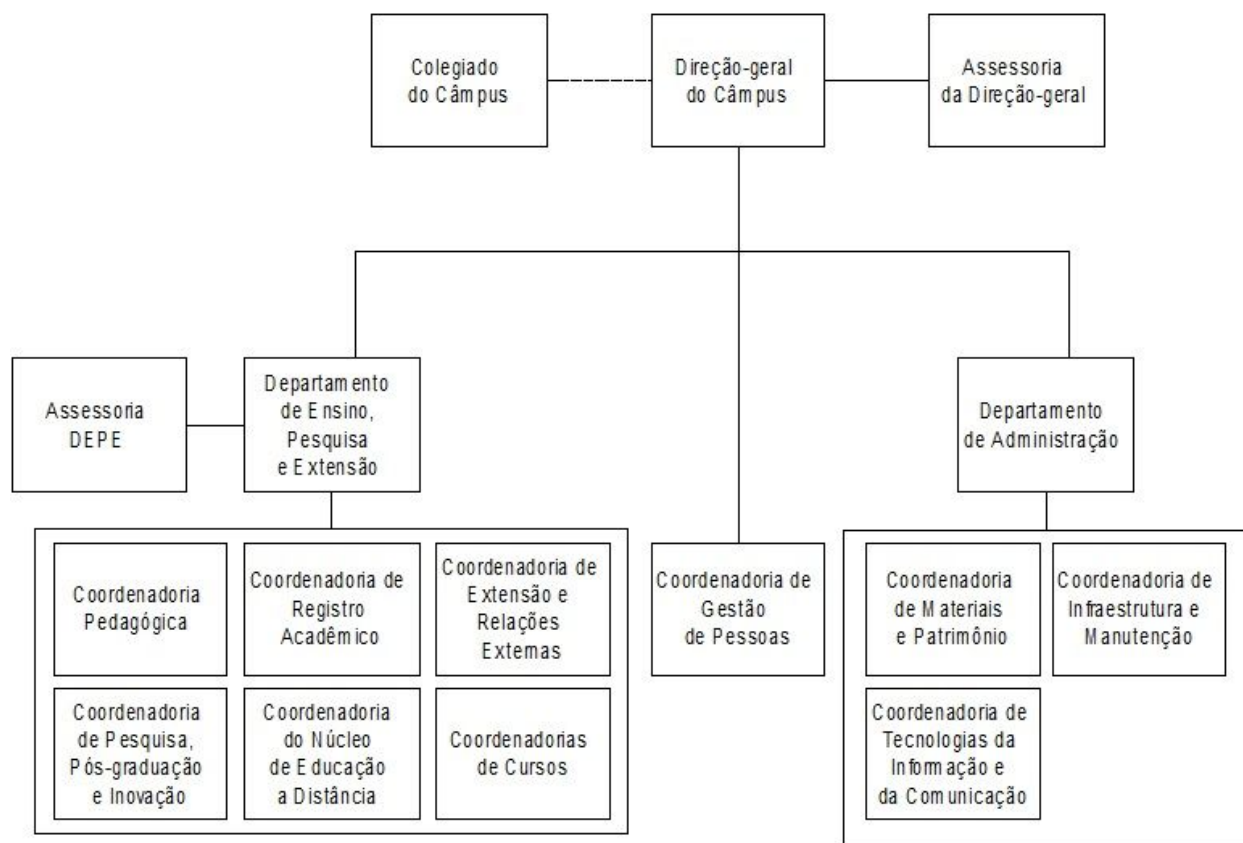 Colegiado
do Câmpus
Direção-geral
do Câmpus
Assessoria
da Direção-geral
Assessoria
DEPE
Departamento
de Ensino,
Pesquisa
e Extensão
Departamento
de Administração
Coordenadoria
Pedagógica
Coordenadoria de
Registro
Acadêmico
Coordenadoria de
Extensão e
Relações
Externas
Coordenadoria de
Gestão
de Pessoas
Coordenadoria
de Materiais
e Patrimônio
Coordenadoria de
Infraestrutura e
Manutenção
Coordenadoria
de Pesquisa,
Pós-graduação
e Inovação
Coordenadoria
do Núcleo
de Educação
a Distância
Coordenadorias
de Cursos
Coordenadoria de
Tecnologias da
Informação e
da Comunicação